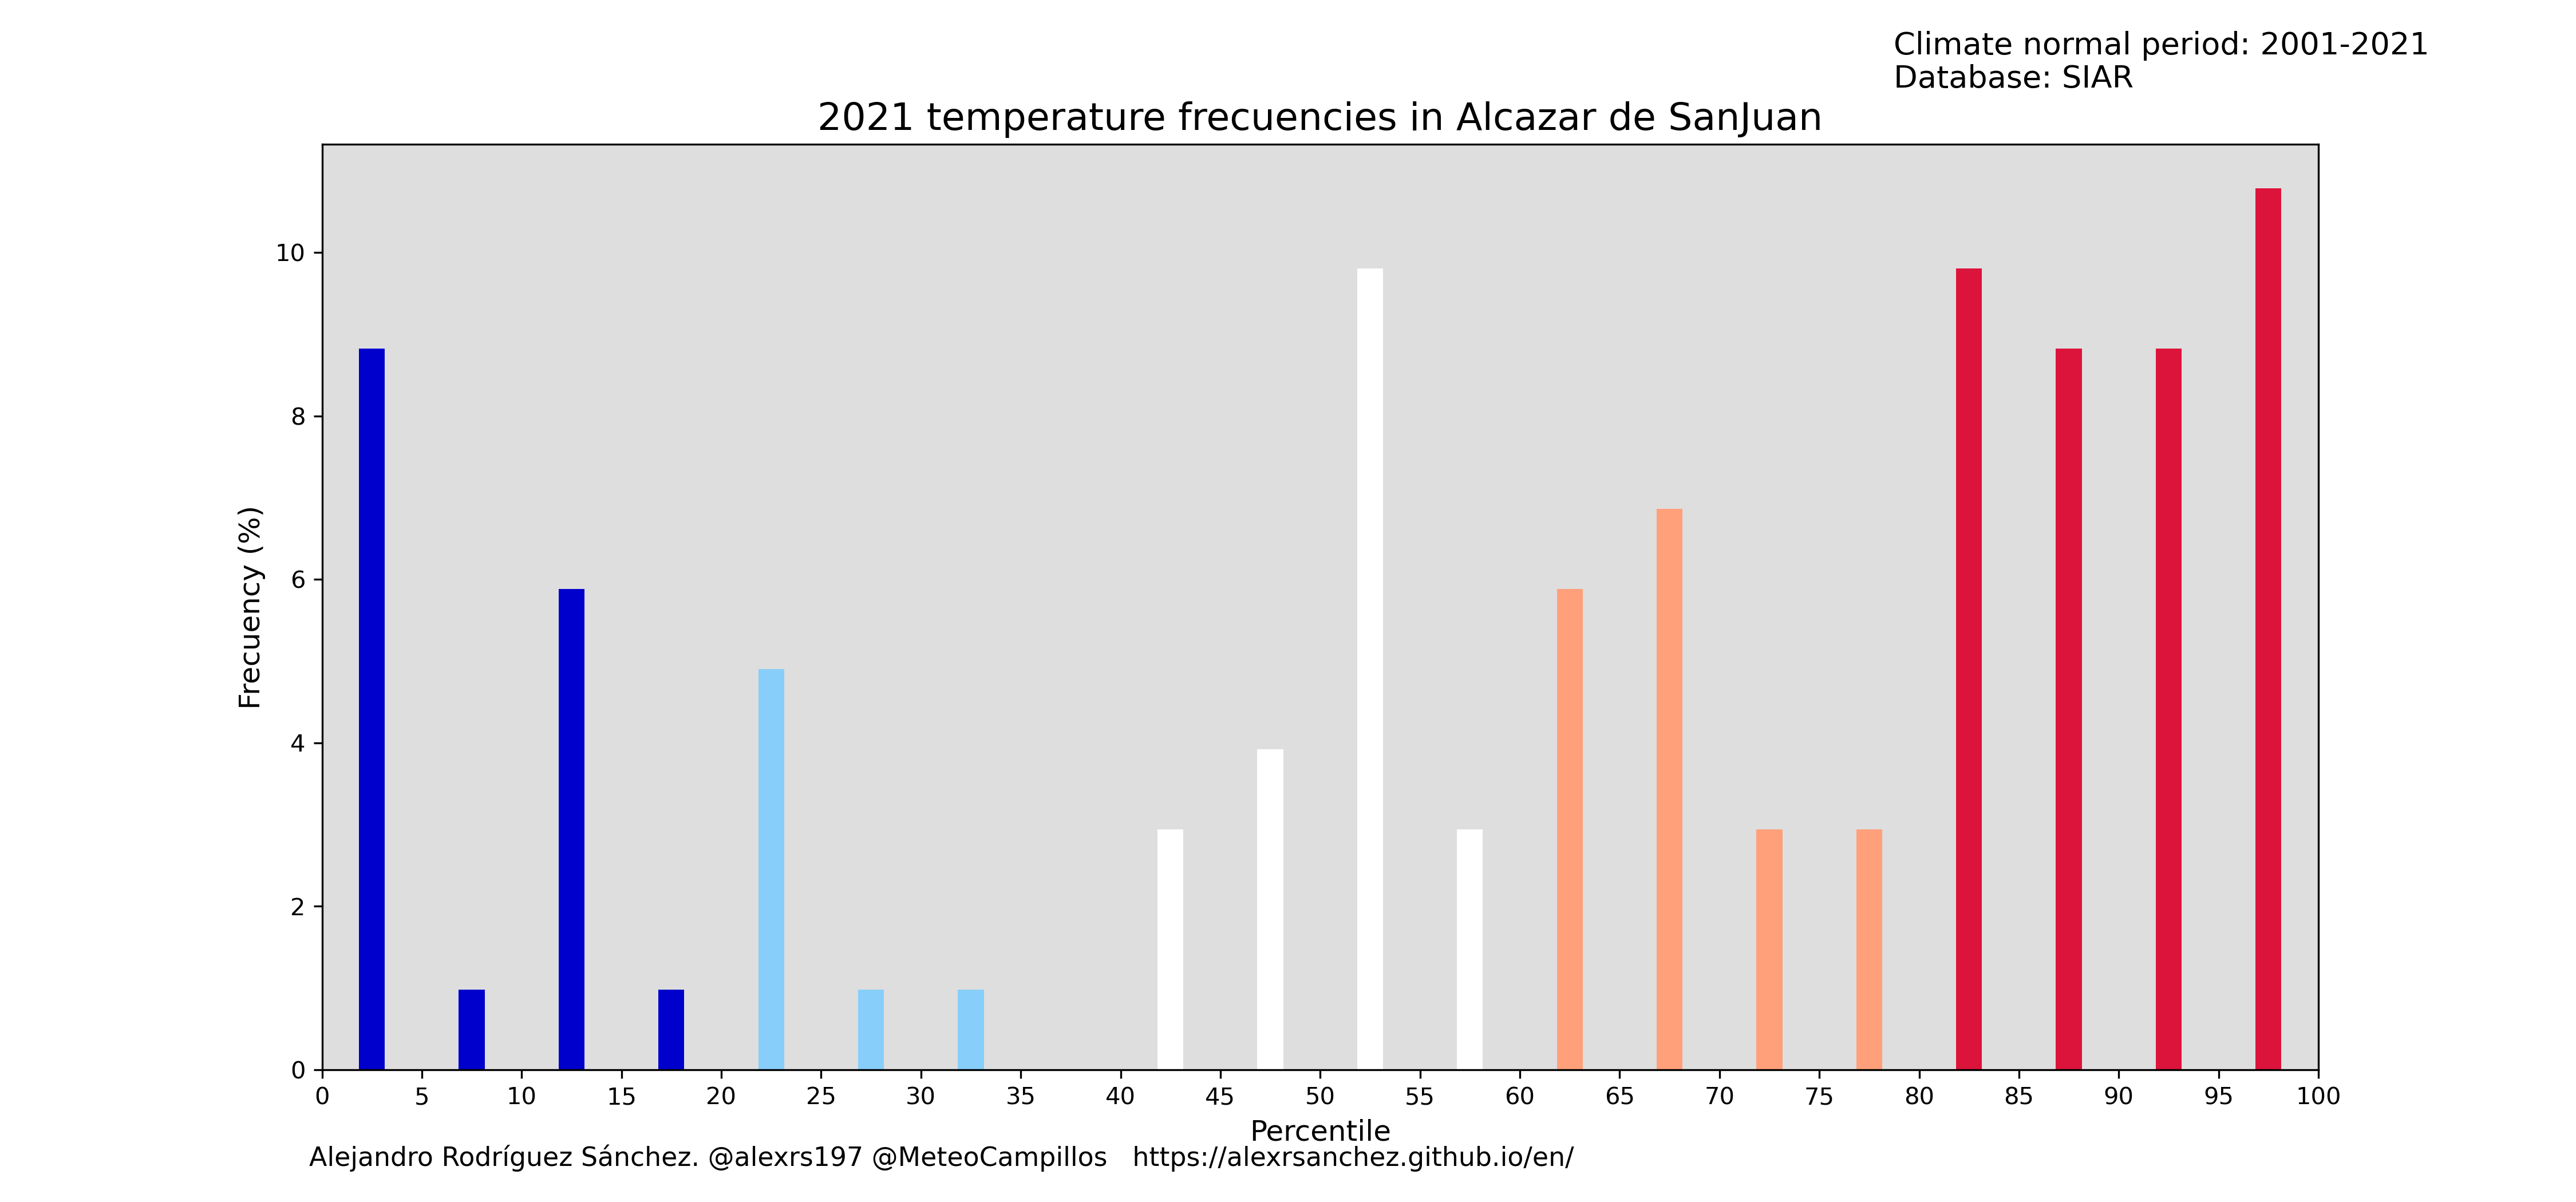 Climate normal period: 2001-2021
Database: SIAR
2021 temperature frecuencies in Alcazar de SanJuan
10
8
6
4
2
0
Frecuency (%)
0 5 10 15 20 25 30 35 40 45 50 55 60 65 70 75 80 85 90 95 100
Percentile
Alejandro Rodríguez Sánchez. @alexrs197 @MeteoCampillos https://alexrsanchez.github.io/en/